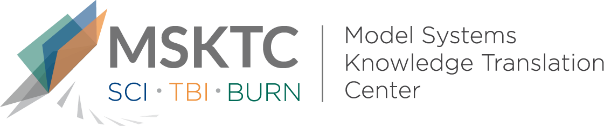 MSKTC
SCI • TBI • BURN
Model Systems
Knowledge Translation
Center